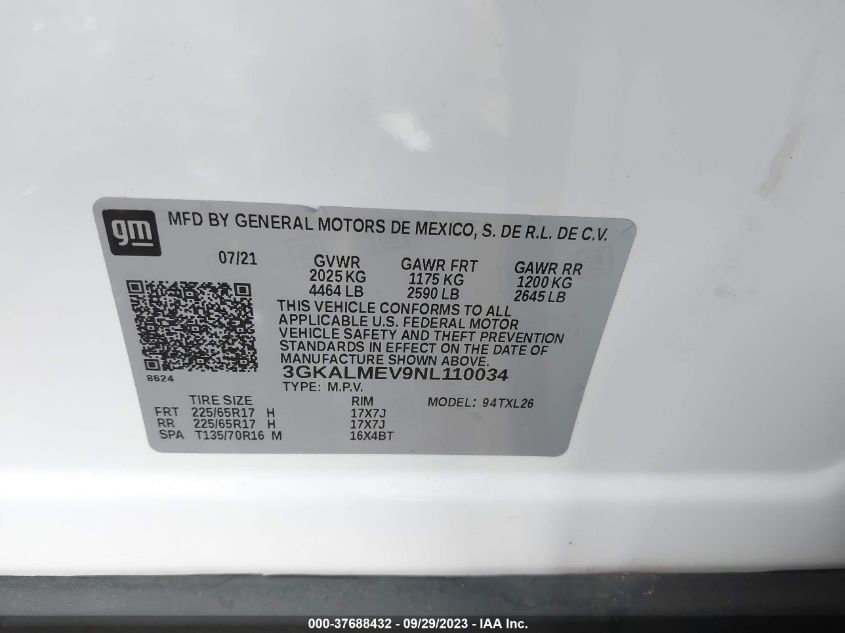 gm
MFD BY GENERAL MOTORS DE MEXICO, S. DE R.L. DE C.V.
07/21 GVWR GAWR FRT GAWR RR
2025 KG 1175 KG 1200 KG
4464 LB 2590 LB 2645 LB
THIS VEHICLE CONFORMS TO ALL
APPLICABLE U.S. FEDERAL MOTOR
VEHICLE SAFETY AND THEFT PREVENTION
STANDARDS IN EFFECT ON THE DATE OF
MANUFACTURE SHOWN ABOVE.
8624 3GKALMEV9NL110034
TYPE: M.P.V.
TIRE SIZE RIM MODEL: 94TXL26
FRT 225/65R17 H 17X7J
RR 225/65R17 H 17X7J
SPA T135/70R16 M 16X4BT
000-37688432 - 09/29/2023 - IAA Inc.